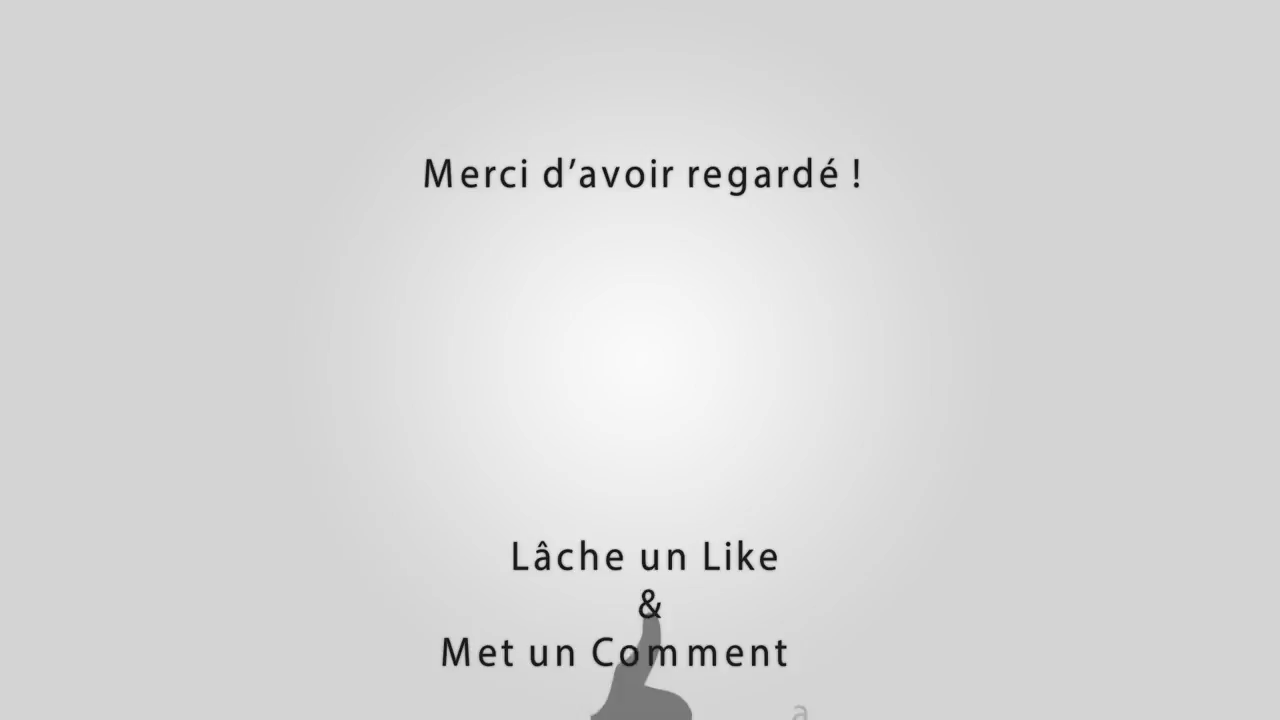 Merci d’avoir regardé !
Lâche un Like
&
Met un Comment
a